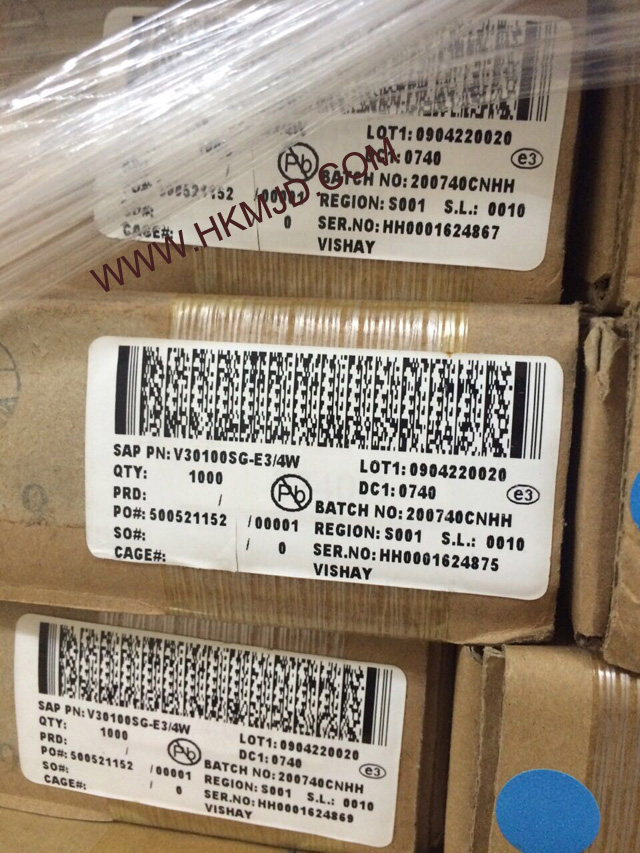 LOT1: 0904220020
Pb
DC1: 0740
e3
BATCH NO: 200740CNHH
500521152 /00001
REGION: S001 S.L.: 0010
CAGE#: 0
SER.NO: HH0001624867
VISHAY
WWW.HKMJD.COM
SAP PN: V30100SG-E3/4W
LOT1: 0904220020
QTY: 1000
DC1: 0740
Pb
e3
PRD: /
BATCH NO: 200740CNHH
PO#: 500521152 /00001
REGION: S001 S.L.: 0010
SO#: / 0
SER.NO: HH0001624875
CAGE#:
VISHAY
SAP PN: V30100SG-E3/4W
LOT1: 0904220020
QTY: 1000
DC1: 0740
Pb
e3
PRD: /
BATCH NO: 200740CNHH
PO#: 500521152 /00001
REGION: S001 S.L.: 0010
SO#: / 0
SER.NO: HH0001624869
CAGE#:
VISHAY